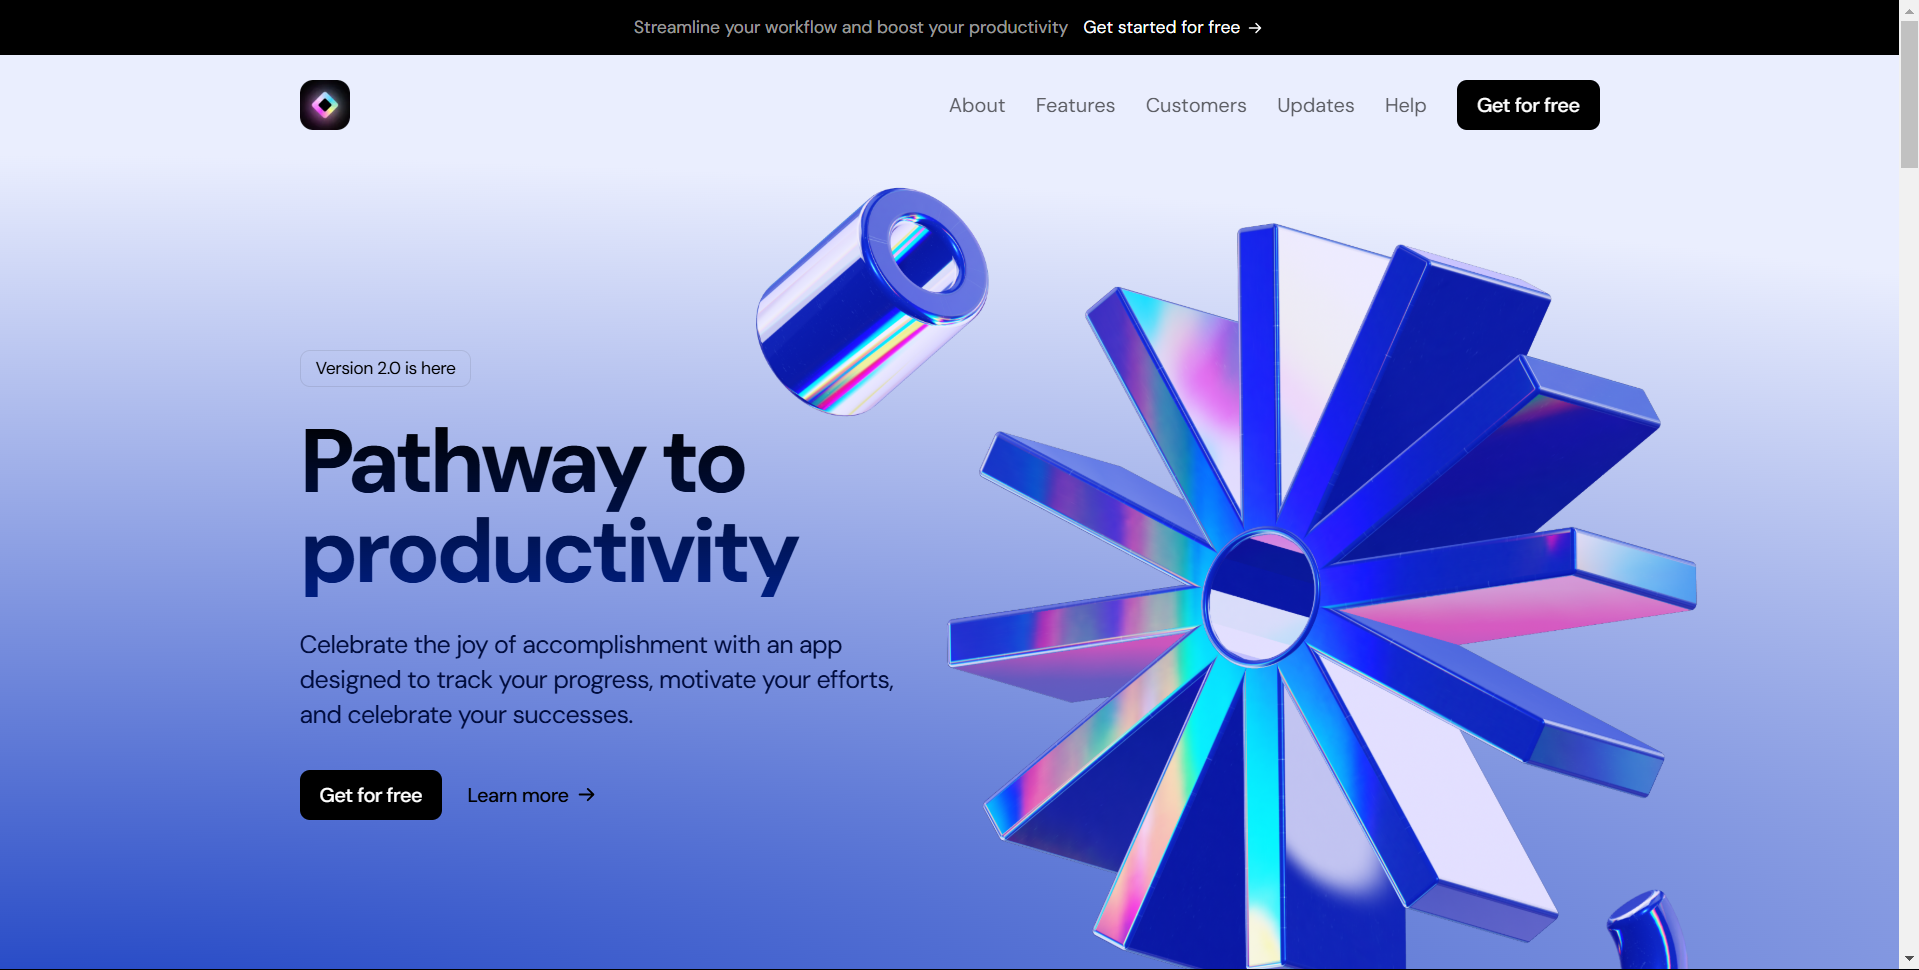 Streamline your workflow and boost your productivity Get started for free →
About Features Customers Updates Help Get for free
Version 2.0 is here
Pathway to
productivity
Celebrate the joy of accomplishment with an app
designed to track your progress, motivate your efforts,
and celebrate your successes.
Get for free Learn more →